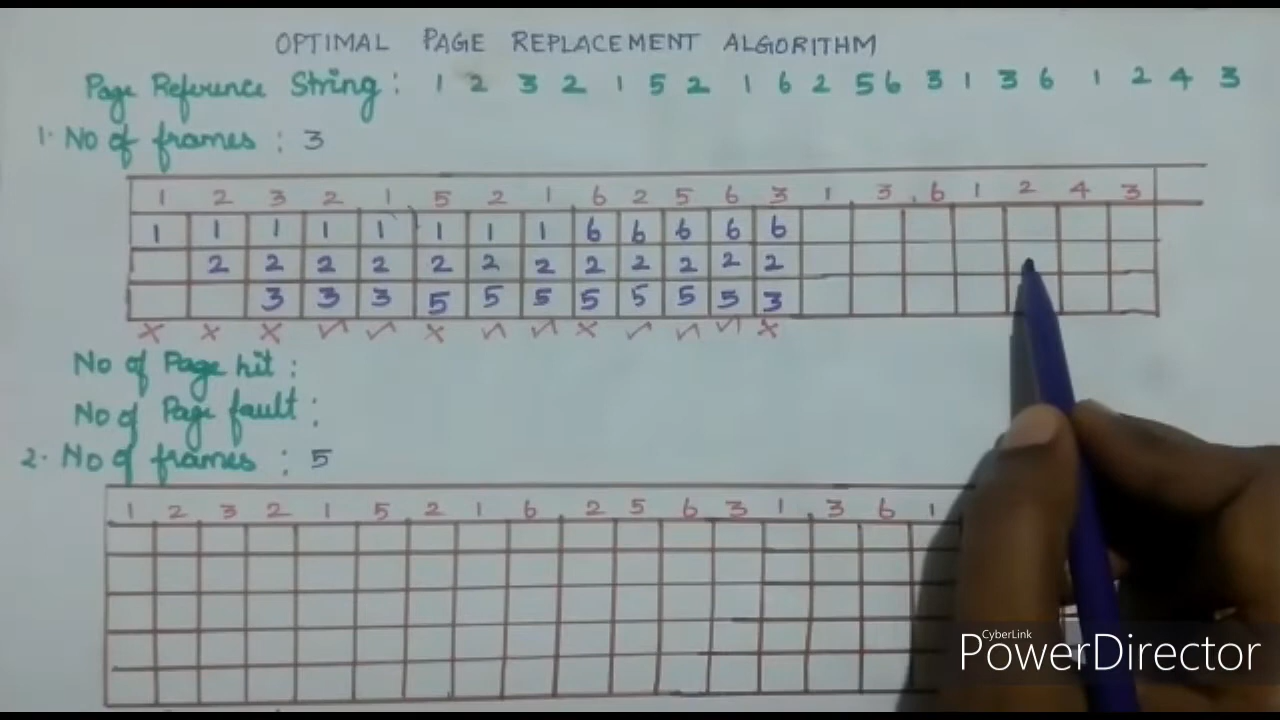 OPTIMAL PAGE REPLACEMENT ALGORITHM
Page Reference String : 1 2 3 2 1 5 2 1 6 2 5 6 3 1 3 6 1 2 4 3
1. No of frames : 3
1 2 3 2 1 5 2 1 6 2 5 6 3 1 3 6 1 2 4 3
1 1 1 1 1 1 1 1 6 6 6 6 6
2 2 2 2 2 2 2 2 2 2 2 2
3 3 3 5 5 5 5 5 5 5 3
× × × ✓ ✓ × ✓ ✓ × ✓ ✓ ✓ ×
No of Page hit :
No of Page fault :
2. No of frames : 5
1 2 3 2 1 5 2 1 6 2 5 6 3 1 3 6 1
CyberLink
PowerDirector